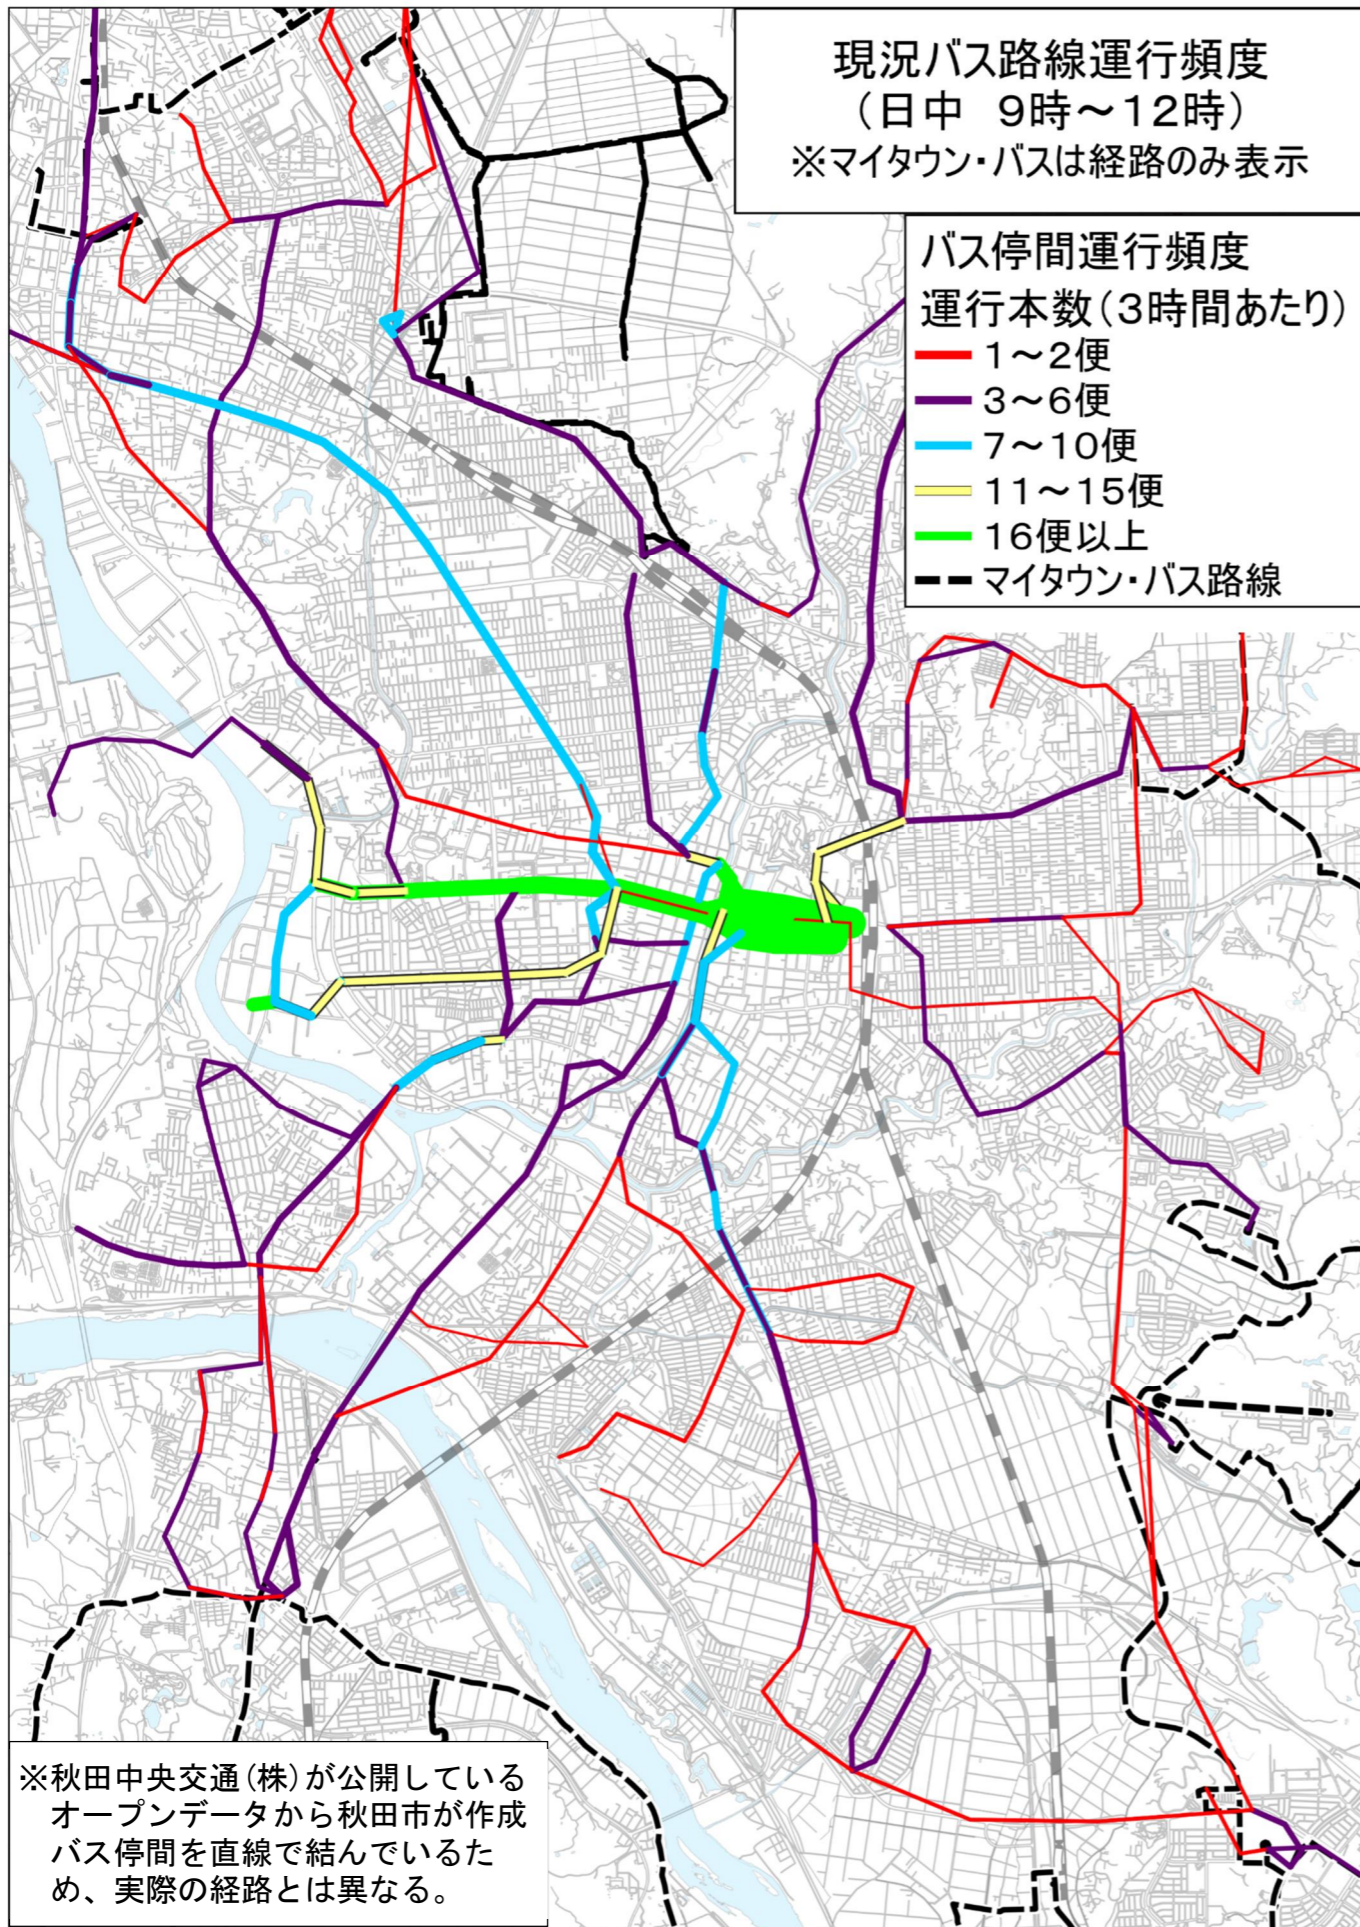 現況バス路線運行頻度
（日中　9時～12時）
※マイタウン・バスは経路のみ表示
バス停間運行頻度
運行本数（3時間あたり）
1～2便
3～6便
7～10便
11～15便
16便以上
マイタウン・バス路線
※秋田中央交通（株）が公開している
オープンデータから秋田市が作成
バス停間を直線で結んでいるた
め、実際の経路とは異なる。